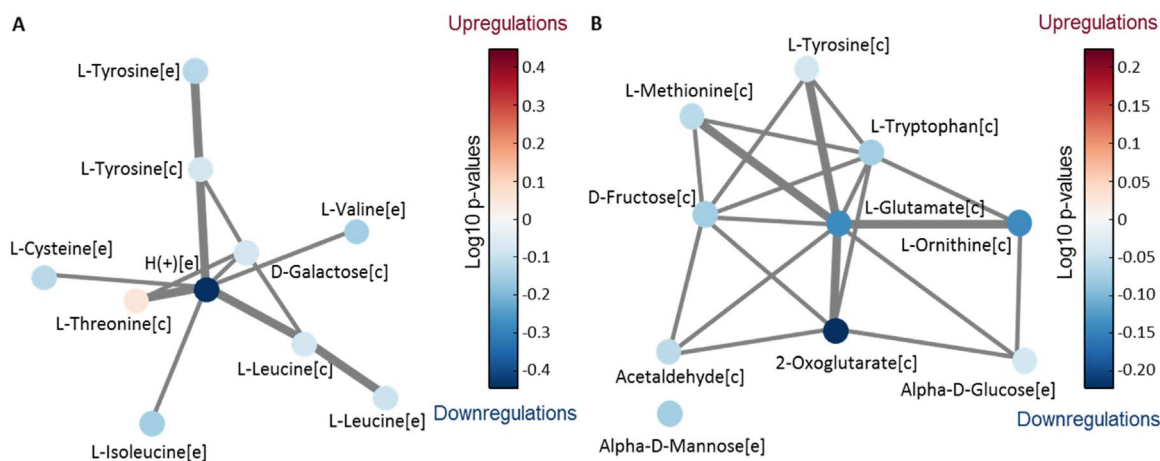 A
Upregulations
L-Tyrosine[e]
L-Tyrosine[c]
L-Valine[e]
L-Cysteine[e]
H(+)[e]
D-Galactose[c]
L-Threonine[c]
L-Leucine[c]
L-Leucine[e]
L-Isoleucine[e]
Log10 p-values
0.4
0.3
0.2
0.1
0
-0.1
-0.2
-0.3
-0.4
Downregulations
B
Upregulations
L-Tyrosine[c]
L-Methionine[c]
L-Tryptophan[c]
D-Fructose[c]
L-Glutamate[c]
L-Ornithine[c]
Acetaldehyde[c]
2-Oxoglutarate[c]
Alpha-D-Glucose[e]
Alpha-D-Mannose[e]
Log10 p-values
0.2
0.15
0.10
0.05
0
-0.05
-0.10
-0.15
-0.20
Downregulations